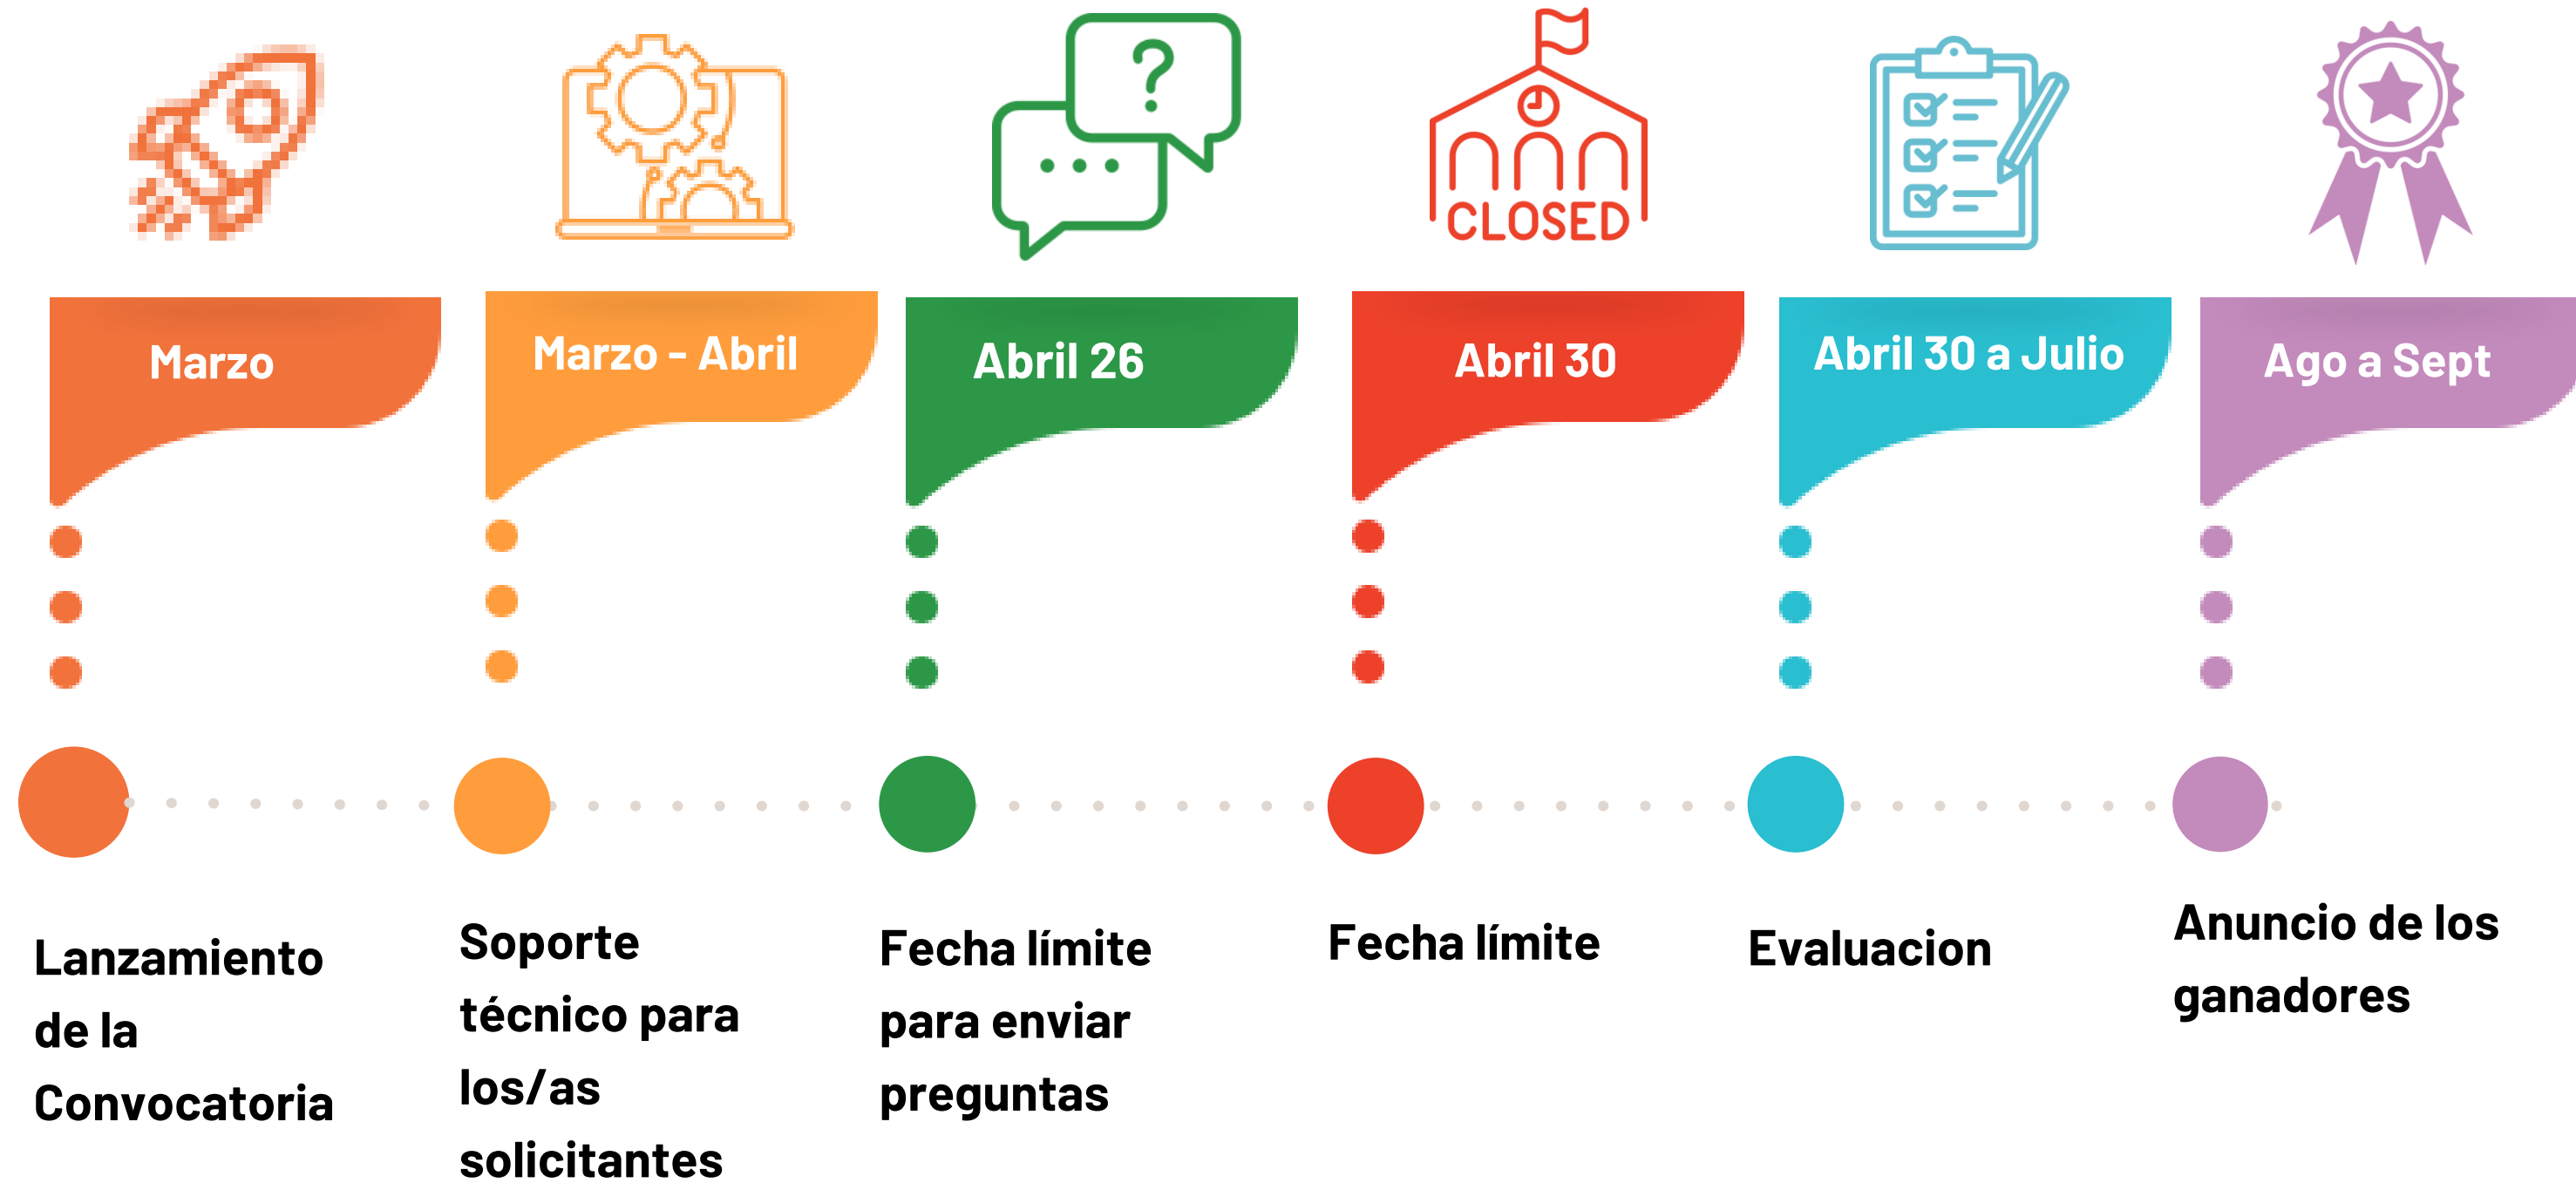 CLOSED
Marzo
Marzo - Abril
Abril 26
Abril 30
Abril 30 a Julio
Ago a Sept
Lanzamiento
de la
Convocatoria
Soporte
técnico para
los/as
solicitantes
Fecha límite
para enviar
preguntas
Fecha límite
Evaluacion
Anuncio de los
ganadores